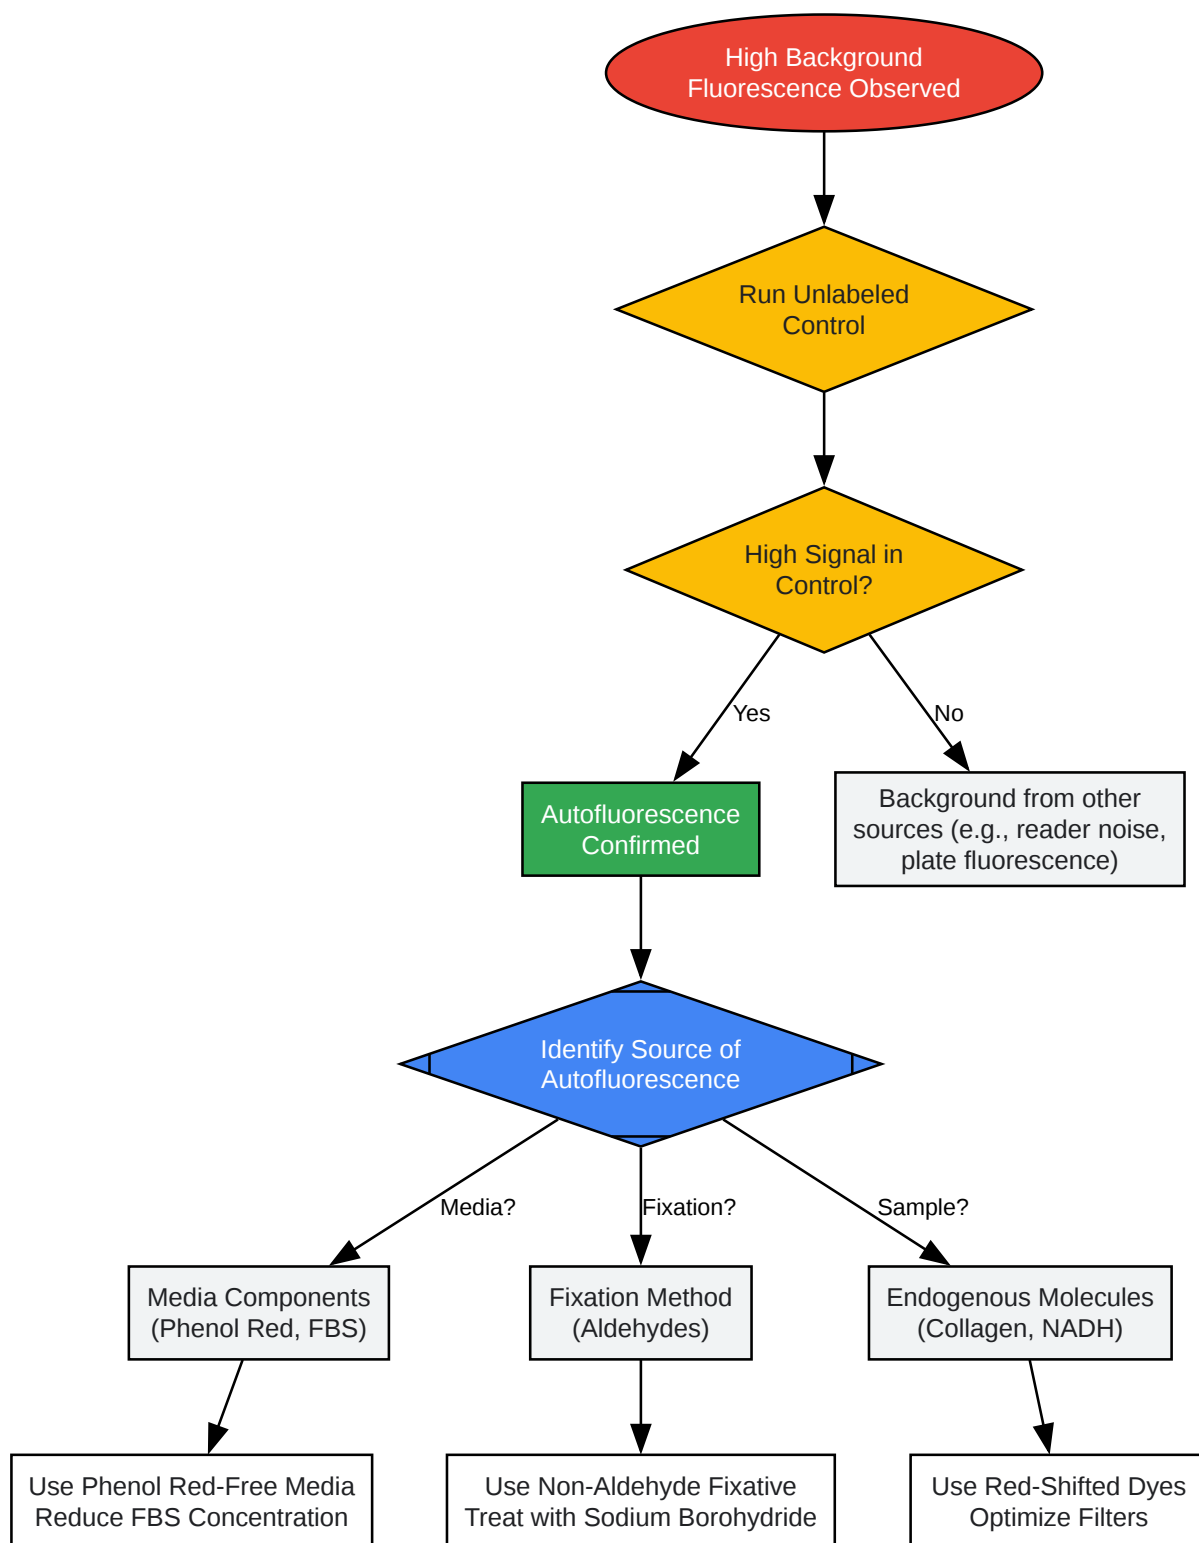 High Background
Fluorescence Observed
Run Unlabeled
Control
High Signal in
Control?
Yes
No
Autofluorescence
Confirmed
Background from other
sources (e.g., reader noise,
plate fluorescence)
Identify Source of
Autofluorescence
Media?
Fixation?
Sample?
Media Components
(Phenol Red, FBS)
Fixation Method
(Aldehydes)
Endogenous Molecules
(Collagen, NADH)
Use Phenol Red-Free Media
Reduce FBS Concentration
Use Non-Aldehyde Fixative
Treat with Sodium Borohydride
Use Red-Shifted Dyes
Optimize Filters